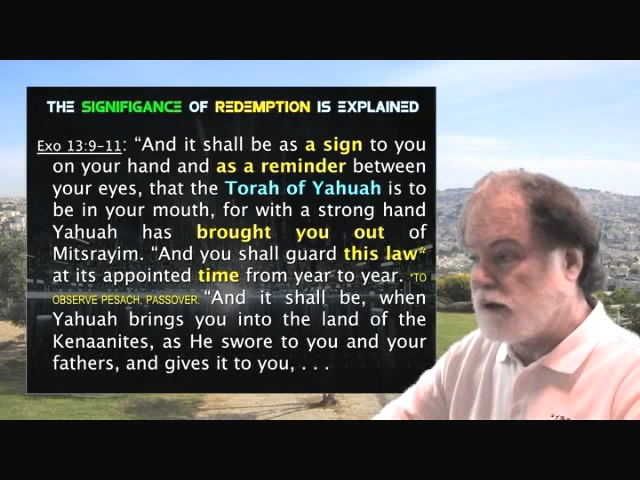 THE SIGNIFIGANCE OF REDEMPTION IS EXPLAINED
Exo 13:9-11: “And it shall be as a sign to you
on your hand and as a reminder between
your eyes, that the Torah of Yahuah is to
be in your mouth, for with a strong hand
Yahuah has brought you out of
Mitsrayim. “And you shall guard this law*
at its appointed time from year to year. *TO
OBSERVE PESACH, PASSOVER. “And it shall be, when
Yahuah brings you into the land of the
Kenaanites, as He swore to you and your
fathers, and gives it to you, . . .